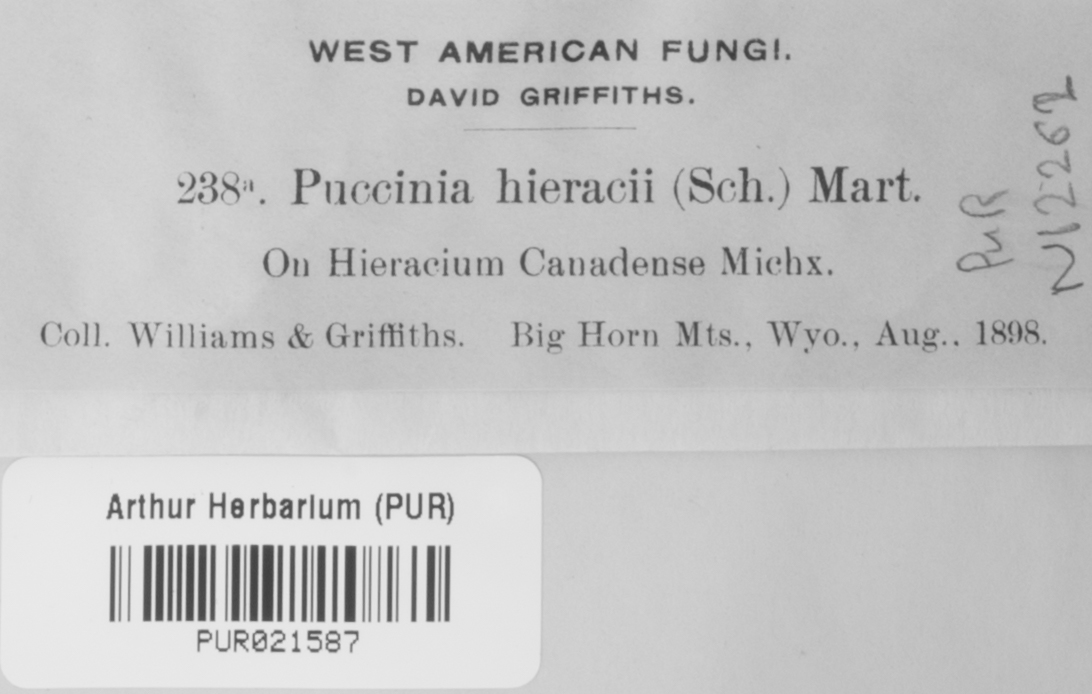 WEST AMERICAN FUNGI.
DAVID GRIFFITHS.
238a. Puccinia hieracii (Sch.) Mart.
On Hieracium Canadense Michx.
Coll. Williams & Griffiths. Big Horn Mts., Wyo., Aug., 1898.
PUR
N12262
Arthur Herbarium (PUR)
PUR021587